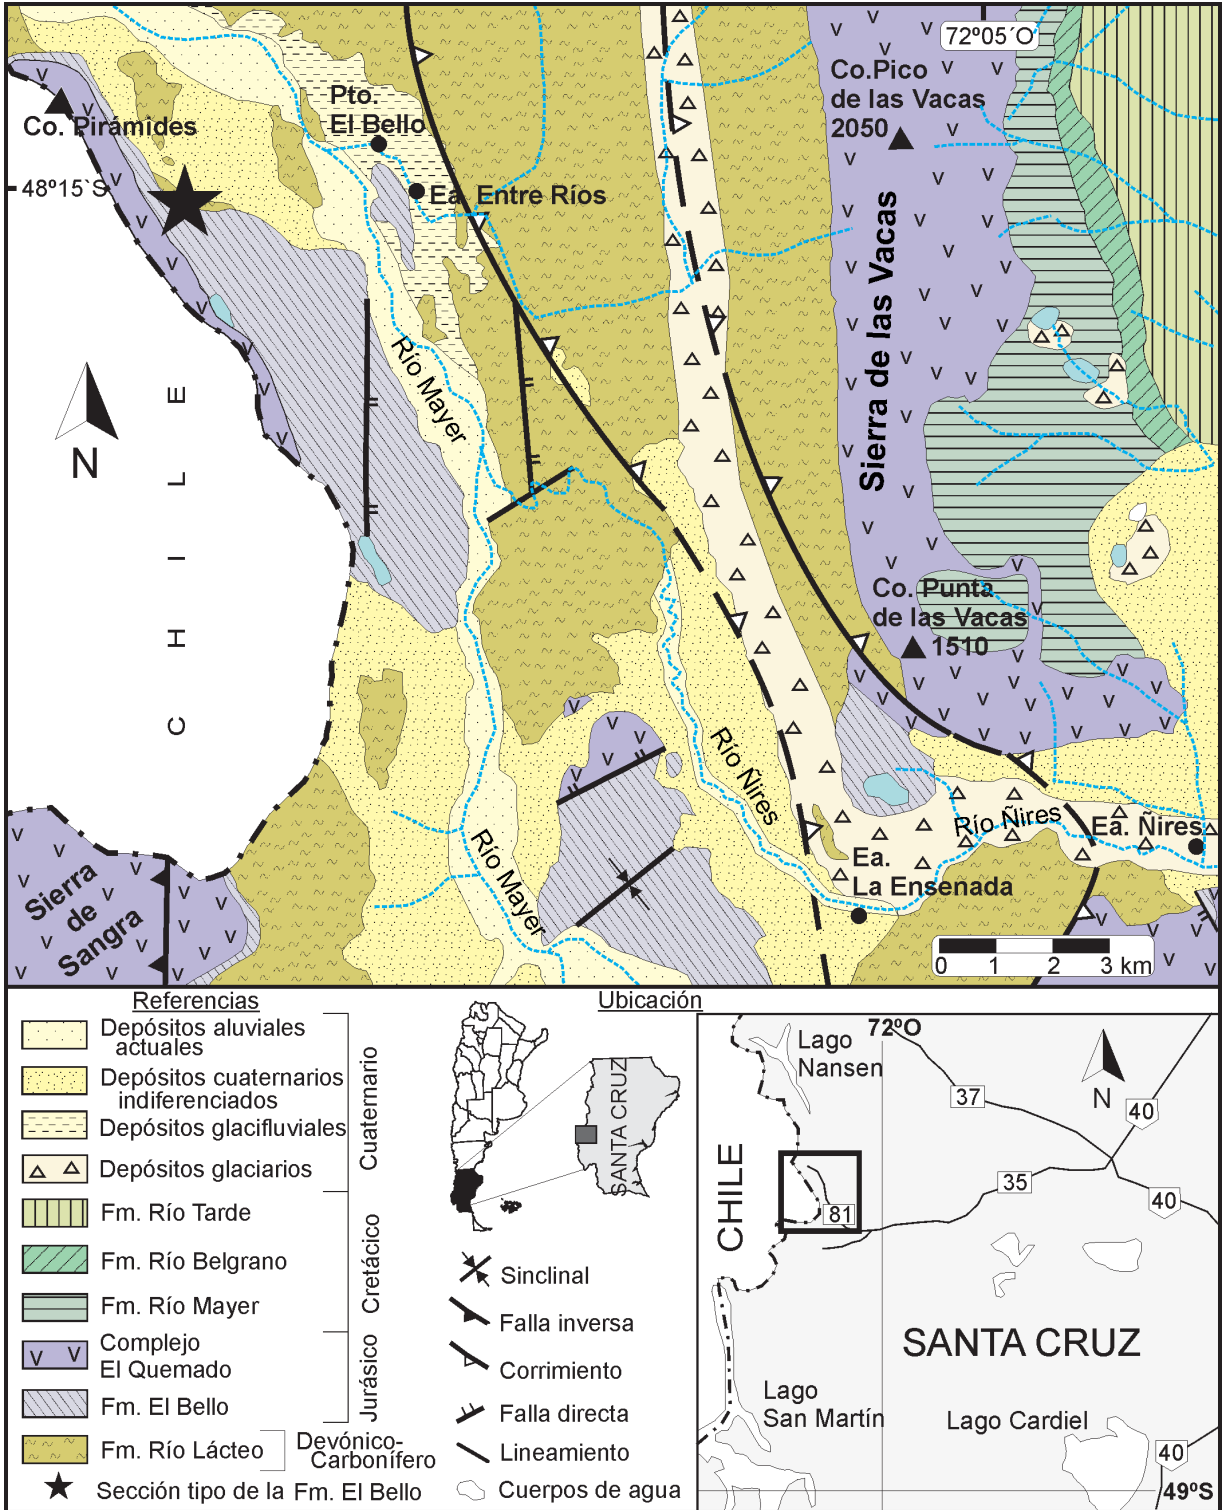 72º05´O
Co.Pico
de las Vacas
2050
Pto.
El Bello
Co. Pirámides
48º15`S
Ea. Entre Ríos
Sierra de las Vacas
Río Mayer
N
CHILE
Co. Punta
de las Vacas
1510
Río Ñires
Río Ñires
Ea. Ñires
Río Mayer
Ea.
La Ensenada
Sierra
de
Sangra
0 1 2 3 km
Referencias
Depósitos aluviales
actuales
Depósitos cuaternarios
indiferenciados
Depósitos glacifluviales
Depósitos glaciarios
Cuaternario
Fm. Río Tarde
Fm. Río Belgrano
Fm. Río Mayer
Cretácico
Complejo
El Quemado
Fm. El Bello
Jurásico
Fm. Río Lácteo
Devónico-
Carbonífero
Sección tipo de la Fm. El Bello
Ubicación
SANTA CRUZ
Sinclinal
Falla inversa
Corrimiento
Falla directa
Lineamiento
Cuerpos de agua
72ºO
Lago
Nansen
N
37
40
CHILE
35
40
81
SANTA CRUZ
Lago
San Martín
Lago Cardiel
40
49ºS